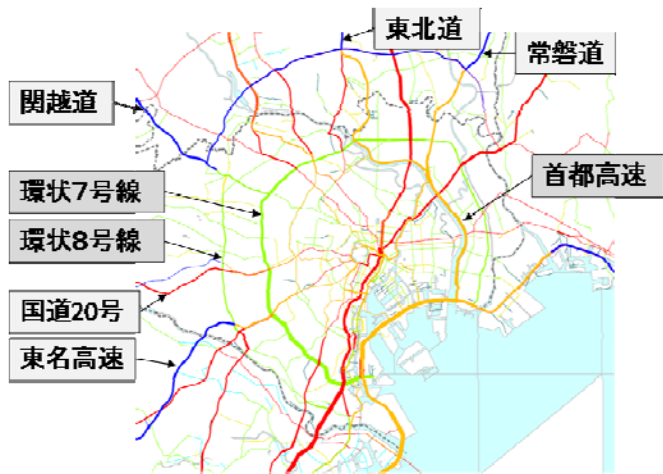 東北道
常磐道
関越道
首都高速
環状7号線
環状8号線
国道20号
東名高速